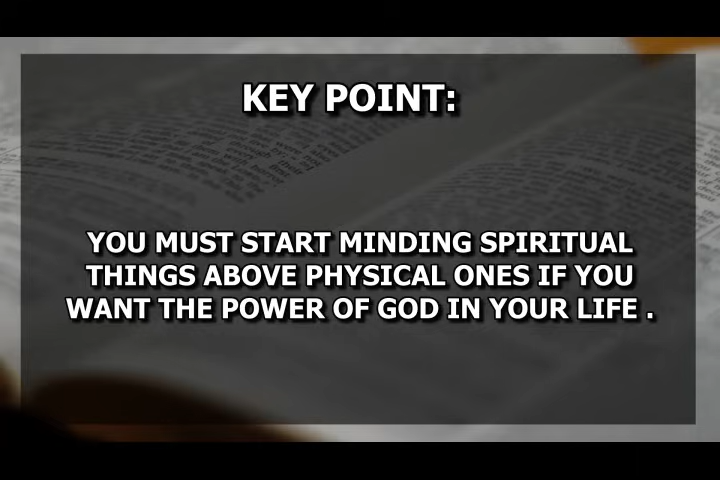 KEY POINT:
YOU MUST START MINDING SPIRITUAL
THINGS ABOVE PHYSICAL ONES IF YOU
WANT THE POWER OF GOD IN YOUR LIFE .